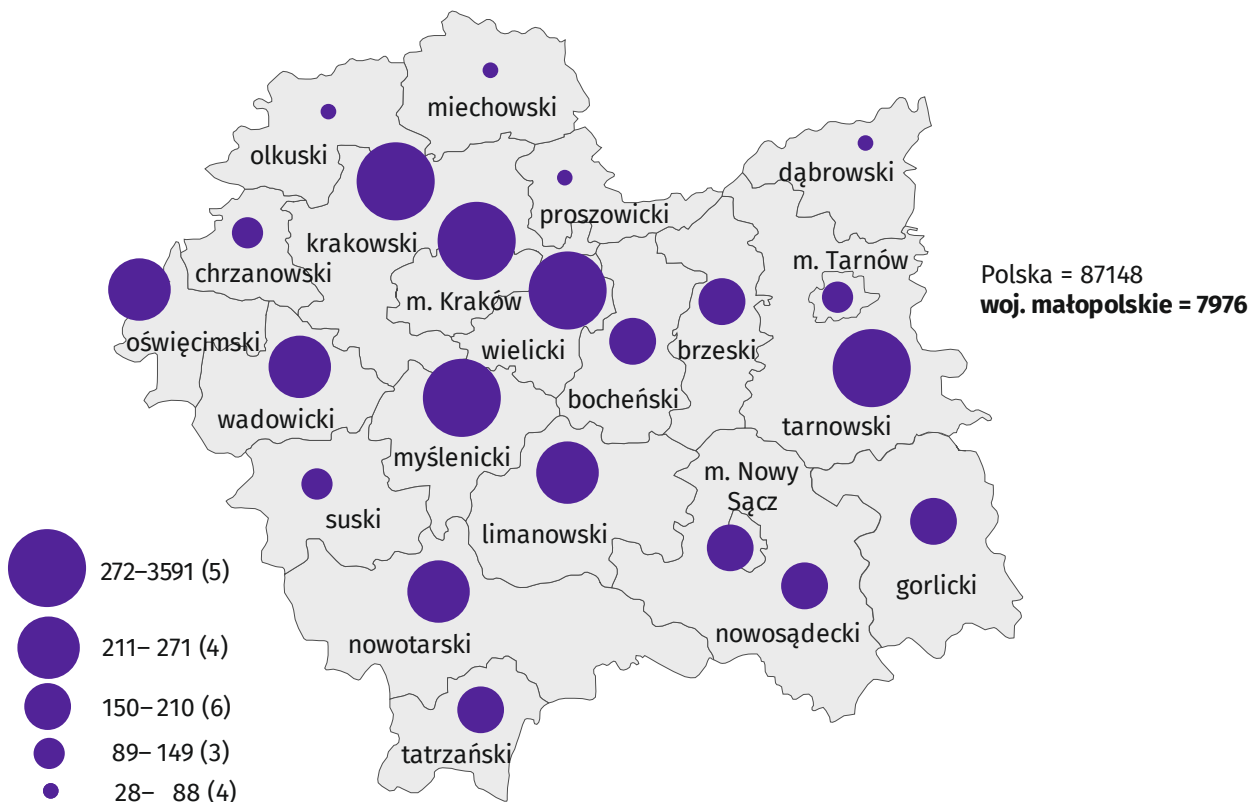 miechowski
olkuski
dąbrowski
proszowicki
krakowski
chrzanowski
m. Tarnów
m. Kraków
oświęcimski
wielicki
brzeski
bocheński
wadowicki
tarnowski
myślenicki
m. Nowy
Sącz
suski
limanowski
gorlicki
nowotarski
nowosądecki
tatrzański
Polska = 87148
woj. małopolskie = 7976
272–3591 (5)
211– 271 (4)
150– 210 (6)
89– 149 (3)
28– 88 (4)